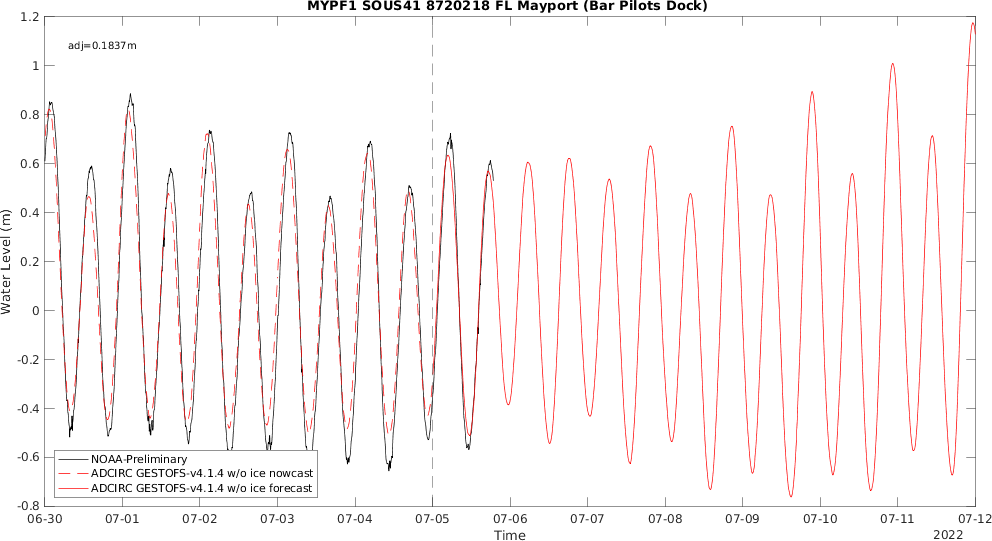 MYPF1 SOUS41 8720218 FL Mayport (Bar Pilots Dock)
adj=0.1837m
1.2
1
0.8
0.6
0.4
0.2
0
-0.2
-0.4
-0.6
-0.8
Water Level (m)
NOAA-Preliminary
ADCIRC GESTOFS-v4.1.4 w/o ice nowcast
ADCIRC GESTOFS-v4.1.4 w/o ice forecast
06-30 07-01 07-02 07-03 07-04 07-05 07-06 07-07 07-08 07-09 07-10 07-11 07-12
Time
2022